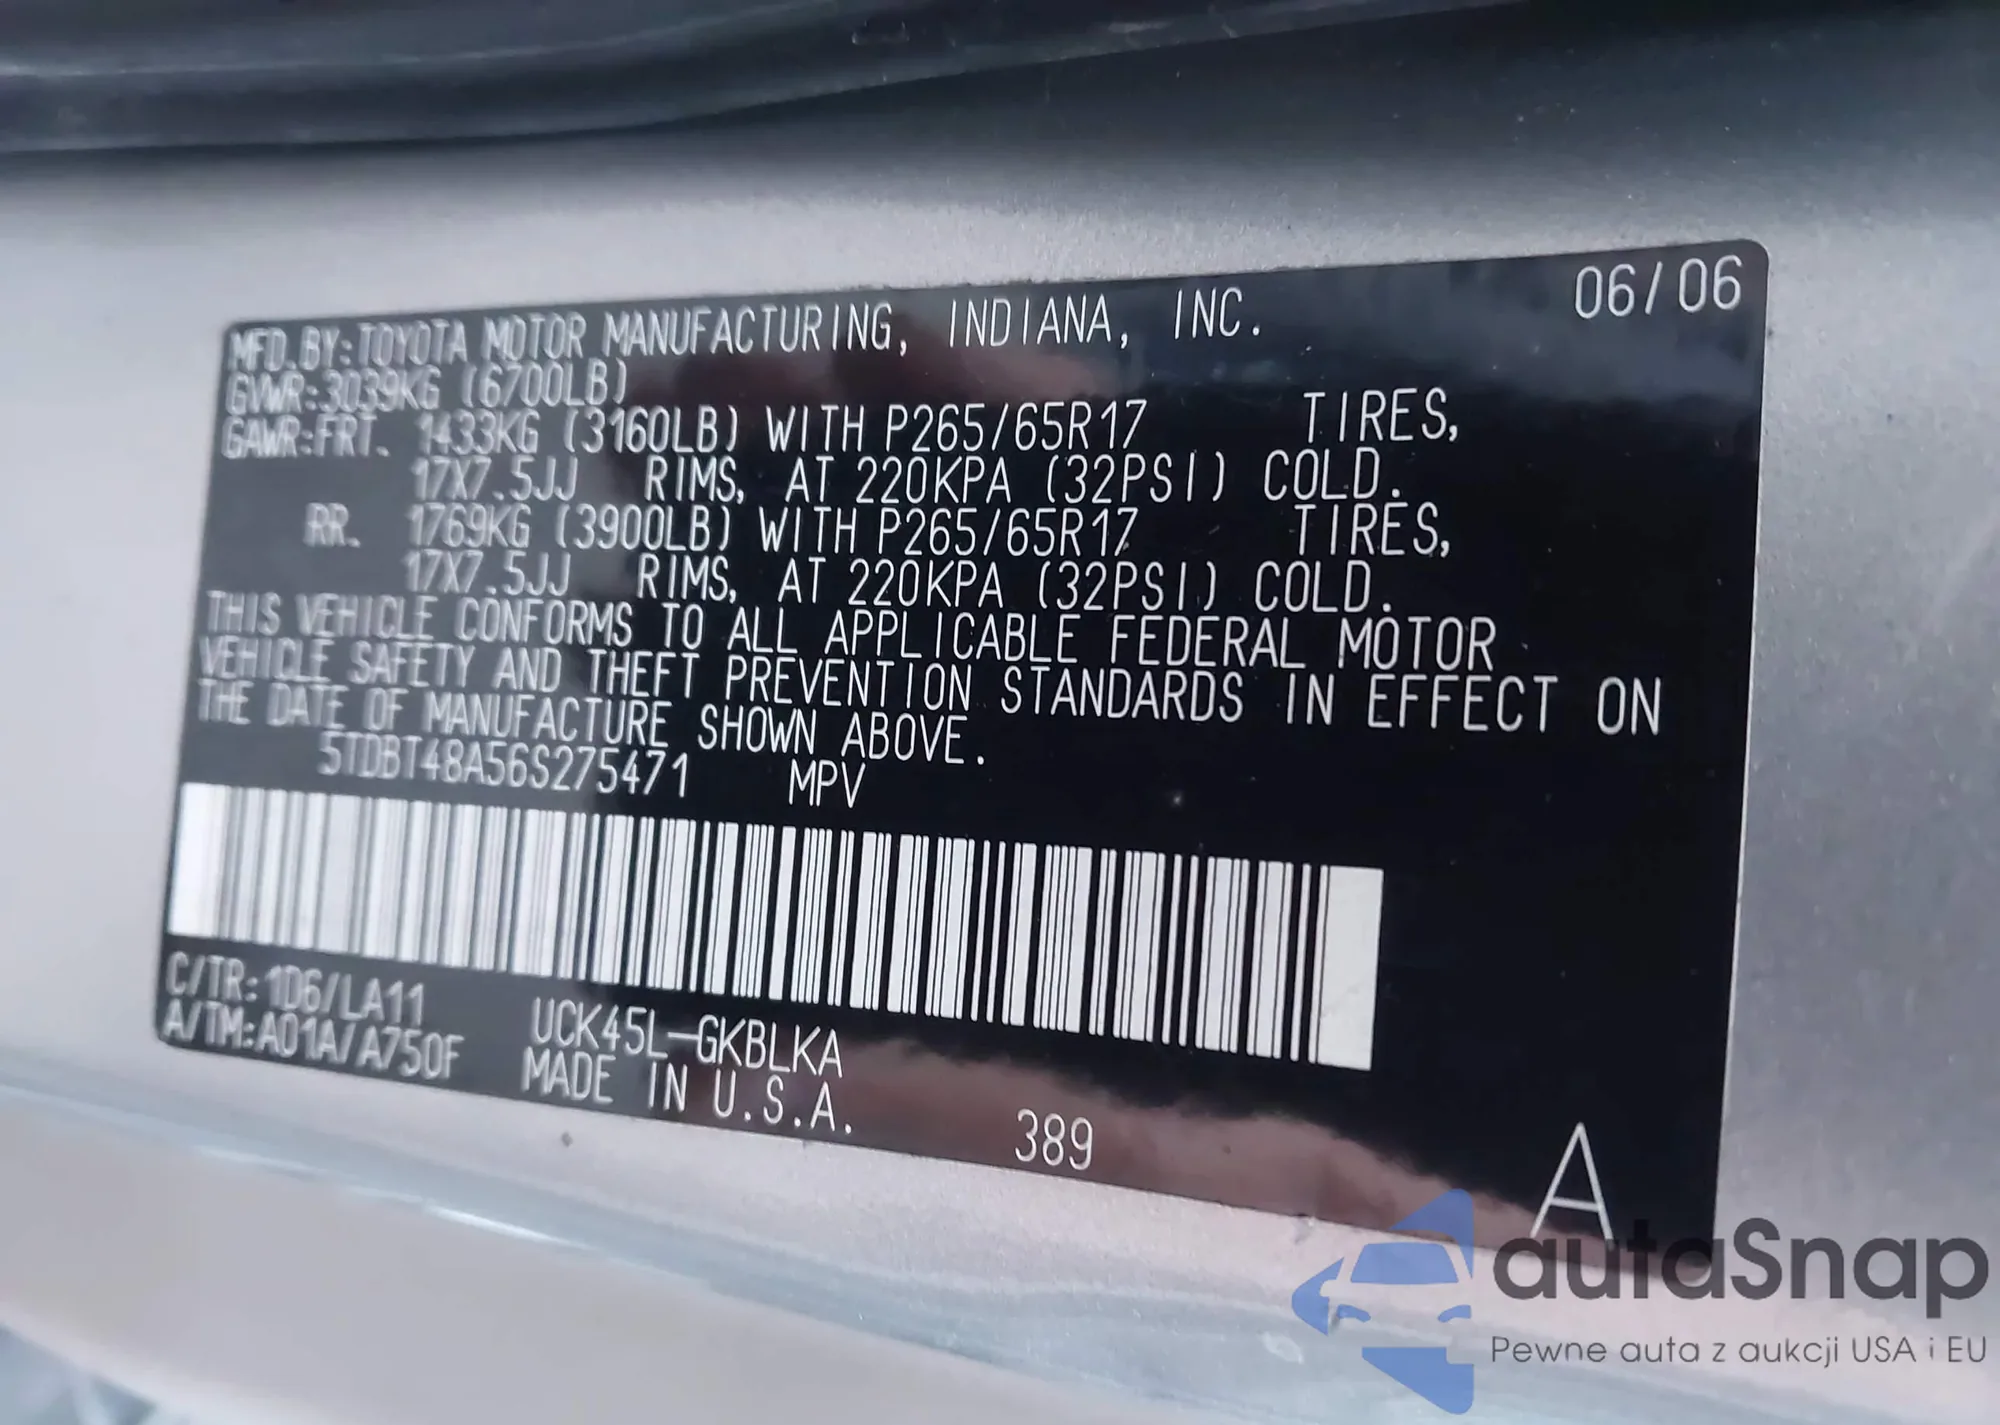 06/06
MFD.BY:TOYOTA MOTOR MANUFACTURING, INDIANA, INC.
GVWR:3039KG (6700LB)
GAWR:FRT. 1433KG (3160LB) WITH P265/65R17 TIRES,
17X7.5JJ RIMS, AT 220KPA (32PSI) COLD.
RR. 1769KG (3900LB) WITH P265/65R17 TIRES,
17X7.5JJ RIMS, AT 220KPA (32PSI) COLD.
THIS VEHICLE CONFORMS TO ALL APPLICABLE FEDERAL MOTOR
VEHICLE SAFETY AND THEFT PREVENTION STANDARDS IN EFFECT ON
THE DATE OF MANUFACTURE SHOWN ABOVE.
5TDBT48A56S275471 MPV
C/TR:1D6/LA11 UCK45L-GKBLKA
A/TM:A01A/A750F MADE IN U.S.A.
389
A
autaSnap
Pewne auta z aukcji USA i EU